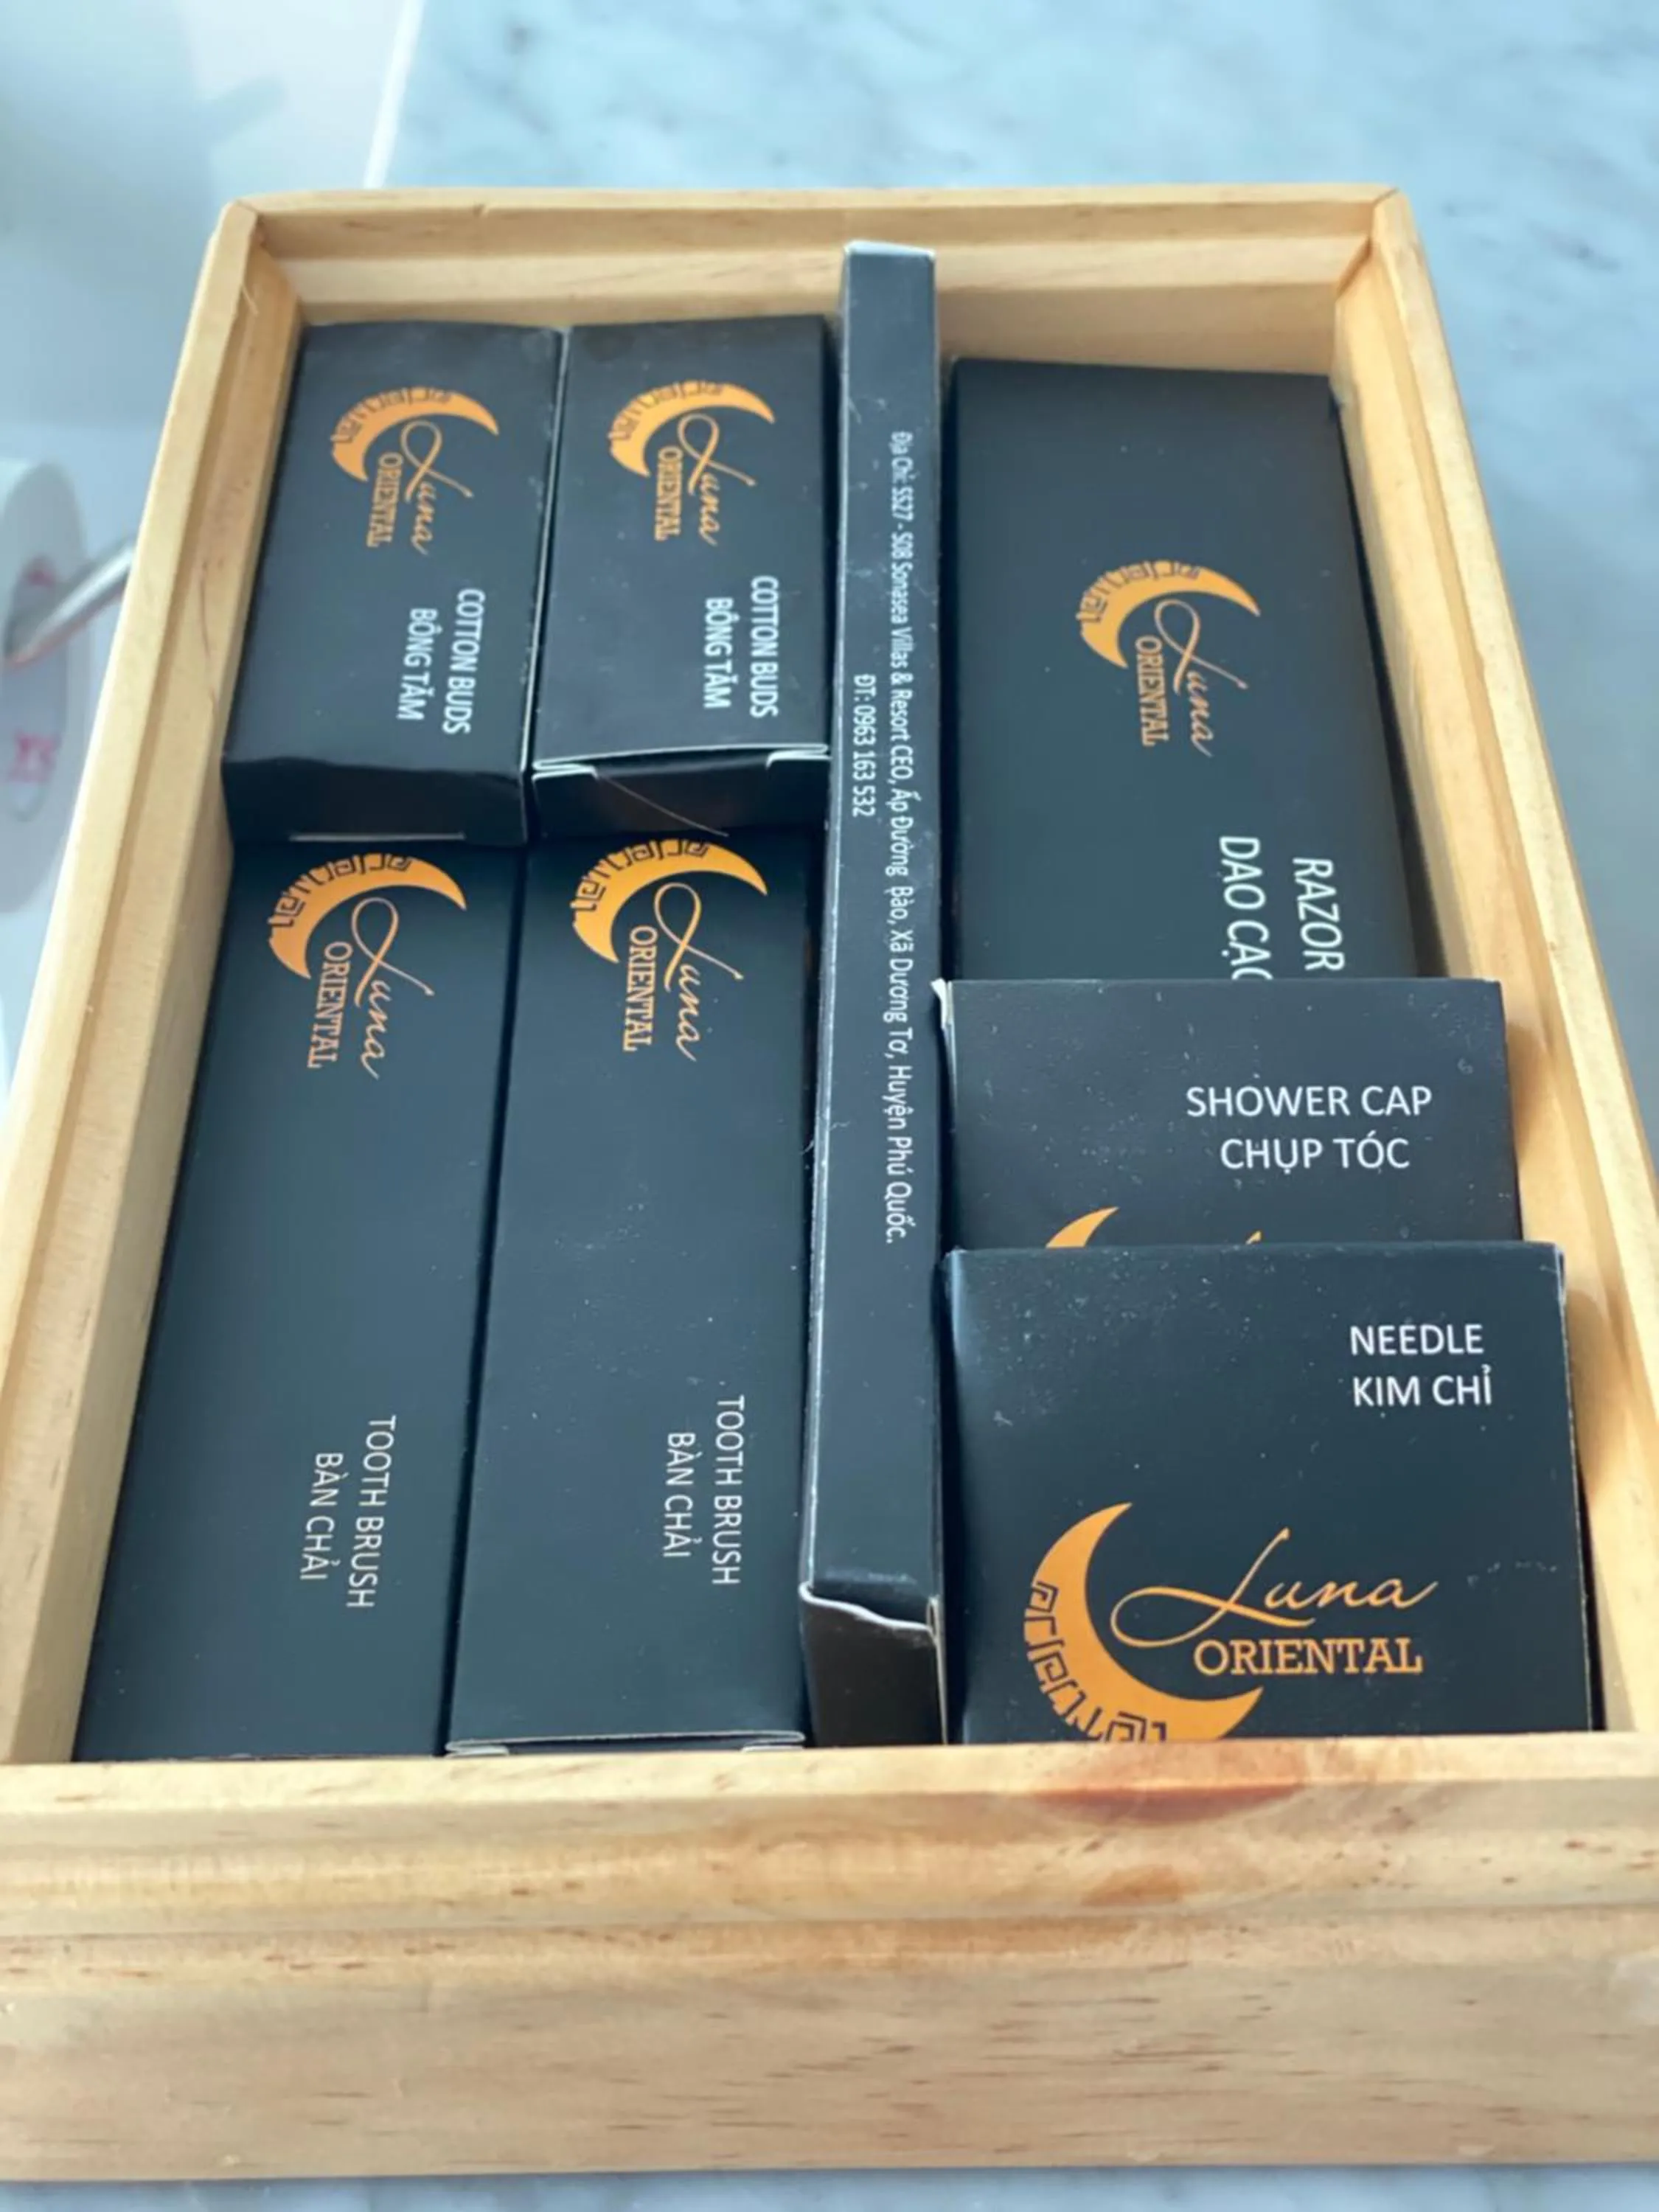 Luna
ORIENTAL
COTTON BUDS
BÔNG TĂM
Luna
ORIENTAL
COTTON BUDS
BÔNG TĂM
Luna
ORIENTAL
TOOTH BRUSH
BÀN CHẢI
Luna
ORIENTAL
TOOTH BRUSH
BÀN CHẢI
Địa Chỉ: SS27 - S08 Sonasea Villas & Resort CEO, Ấp Đường Bào, Xã Dương Tơ, Huyện Phú Quốc.
ĐT: 0963 163 532
Luna
ORIENTAL
RAZOR
DAO CẠO
SHOWER CAP
CHỤP TÓC
NEEDLE
KIM CHỈ
Luna
ORIENTAL